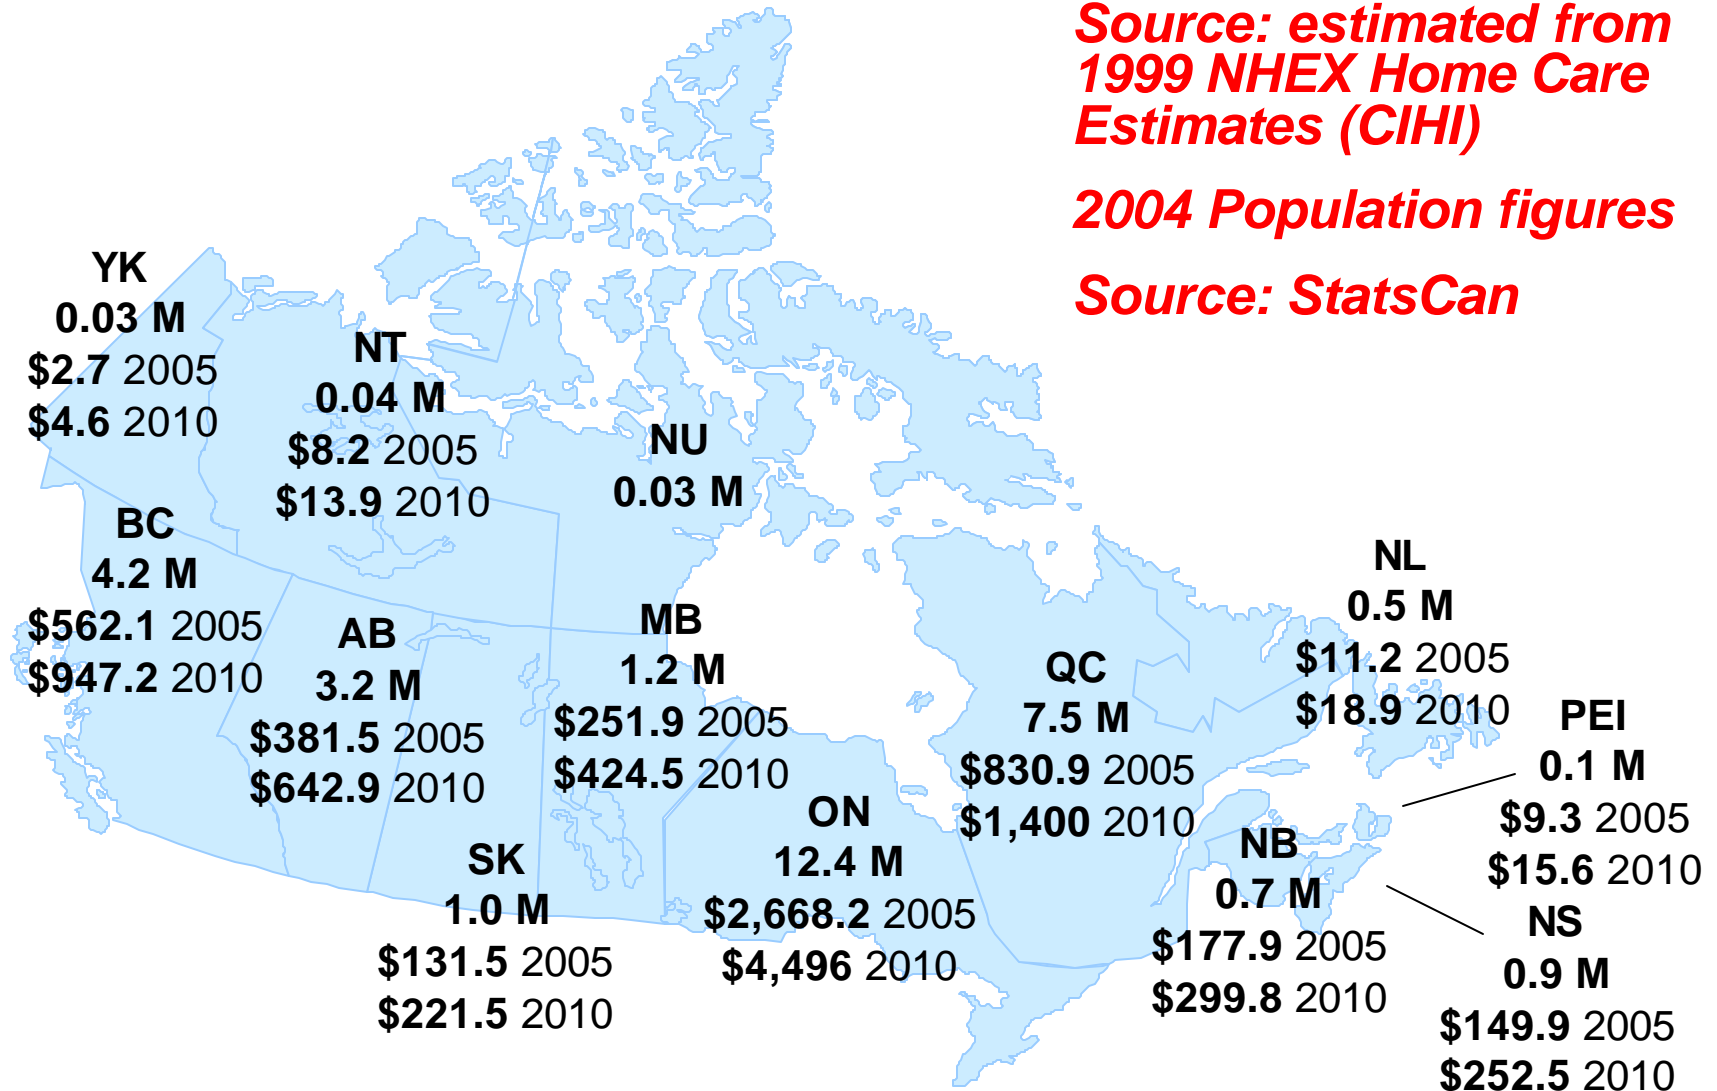 Source: estimated from
1999 NHEX Home Care
Estimates (CIHI)
2004 Population figures
Source: StatsCan
YK
0.03 M
$2.7 2005
$4.6 2010
NT
0.04 M
$8.2 2005
$13.9 2010
NU
0.03 M
BC
4.2 M
$562.1 2005
$947.2 2010
AB
3.2 M
$381.5 2005
$642.9 2010
MB
1.2 M
$251.9 2005
$424.5 2010
SK
1.0 M
$131.5 2005
$221.5 2010
ON
12.4 M
$2,668.2 2005
$4,496 2010
QC
7.5 M
$830.9 2005
$1,400 2010
NL
0.5 M
$11.2 2005
$18.9 2010
PEI
0.1 M
$9.3 2005
$15.6 2010
NB
0.7 M
$177.9 2005
$299.8 2010
NS
0.9 M
$149.9 2005
$252.5 2010